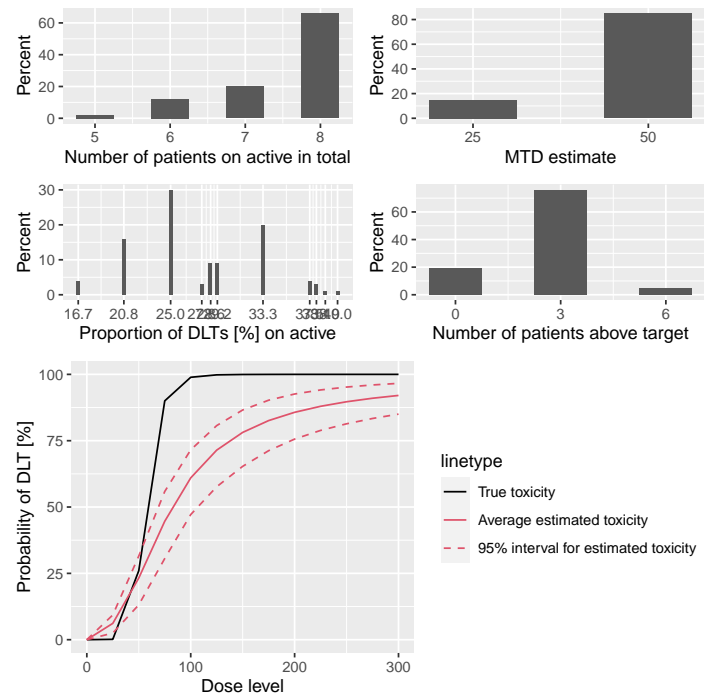 Percent
60
40
20
0
5 6 7 8
Number of patients on active in total
Percent
80
60
40
20
0
25 50
MTD estimate
Percent
30
20
10
0
16.7 20.8 25.0 33.3
Proportion of DLTs [%] on active
Percent
60
40
20
0
0 3 6
Number of patients above target
Probability of DLT [%]
100
75
50
25
0
0 100 200 300
Dose level
linetype
True toxicity
Average estimated toxicity
95% interval for estimated toxicity